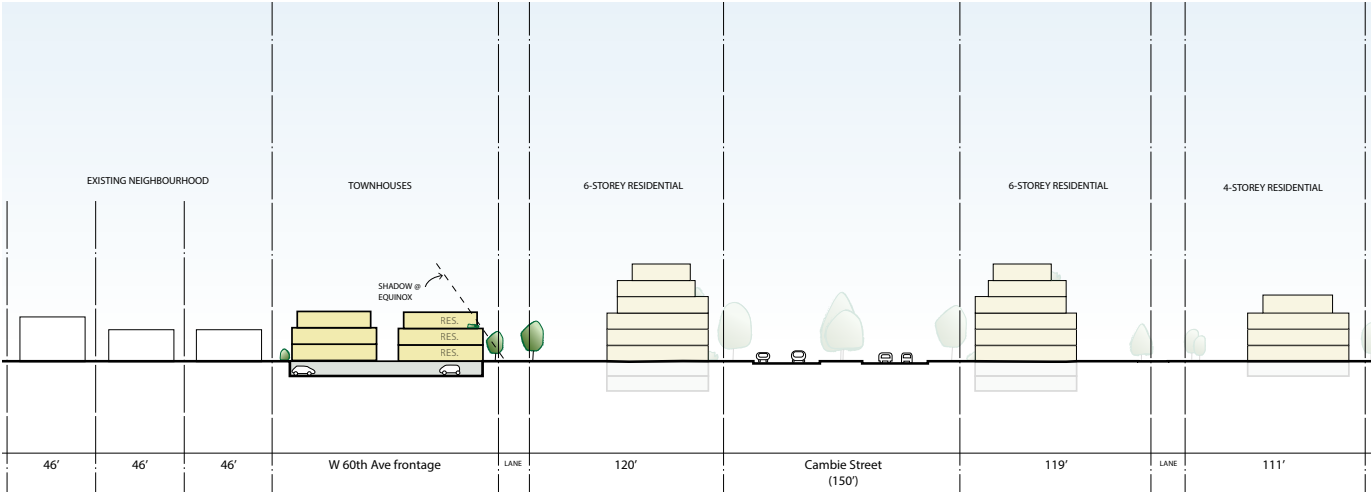 EXISTING NEIGHBOURHOOD
TOWNHOUSES
6-STOREY RESIDENTIAL
6-STOREY RESIDENTIAL
4-STOREY RESIDENTIAL
SHADOW @
EQUINOX
RES.
RES.
RES.
46’
46’
46’
W 60th Ave frontage
LANE
120’
Cambie Street
(150’)
119’
LANE
111’